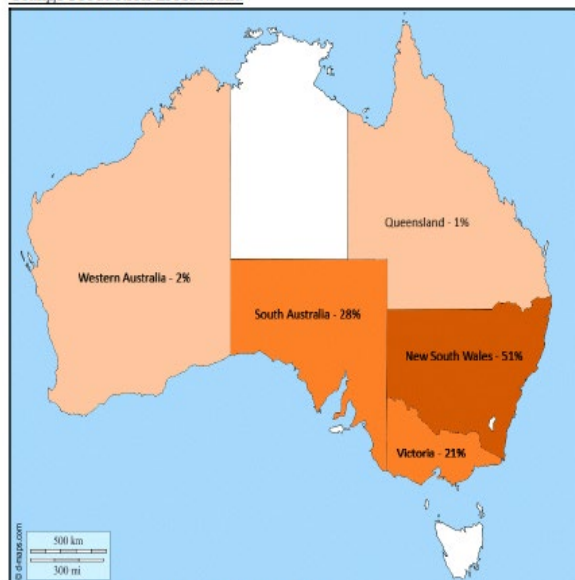 Queensland - 1%
Western Australia - 2%
South Australia - 28%
New South Wales - 51%
Victoria - 21%
500 km
300 mi
© d-maps.com